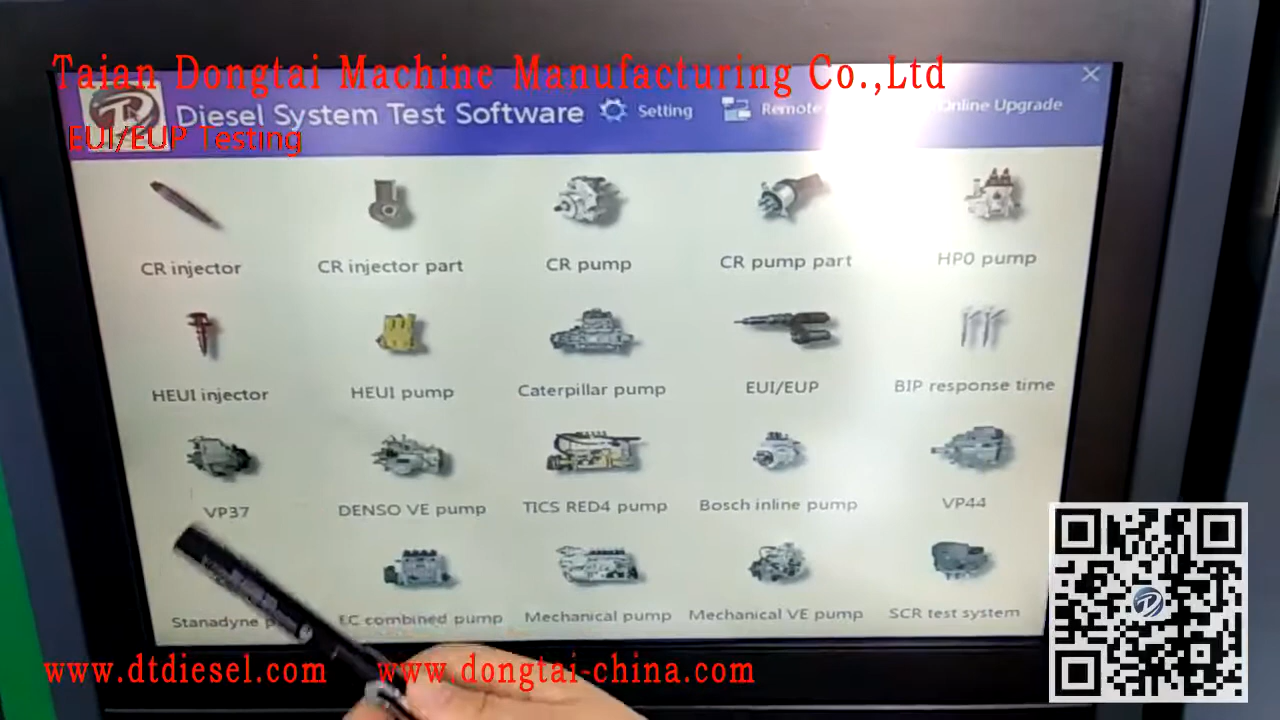 Taian Dongtai Machine Manufacturing Co.,Ltd
Diesel System Test Software Setting Remote Online Upgrade
EUI/EUP Testing
CR injector CR injector part CR pump CR pump part HP0 pump
HEUI injector HEUI pump Caterpillar pump EUI/EUP BIP response time
VP37 DENSO VE pump TICS RED4 pump Bosch inline pump VP44
Stanadyne EC combined pump Mechanical pump Mechanical VE pump SCR test system
www.dtdiesel.com www.dongtai-china.com